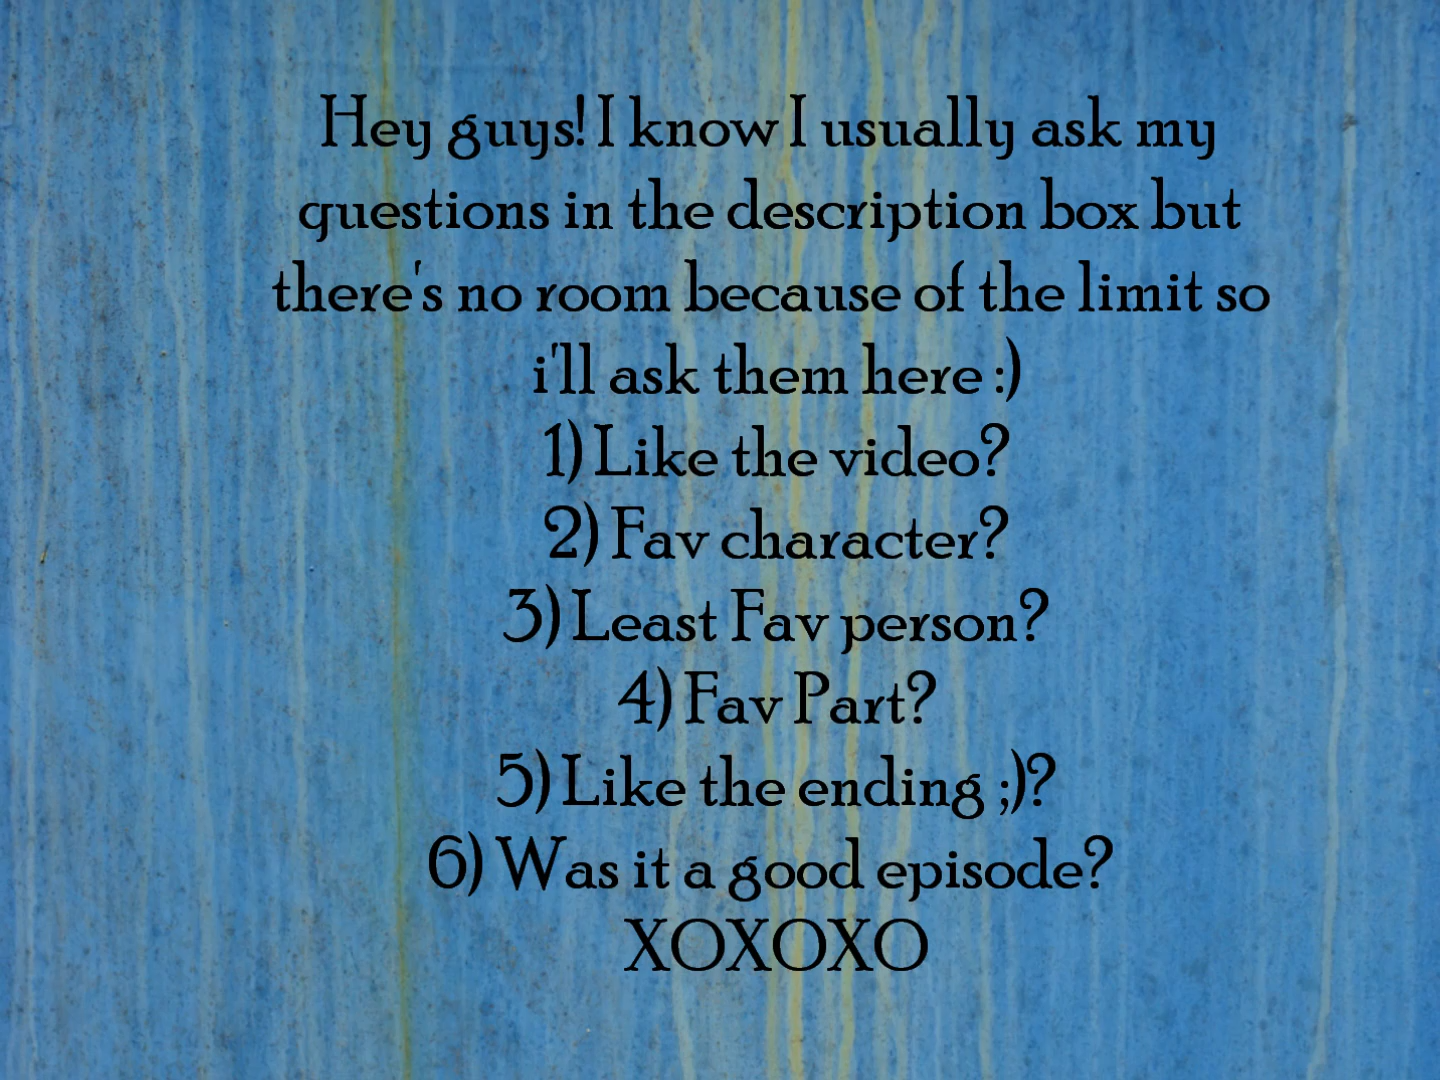 Hey guys! I know I usually ask my
questions in the description box but
there's no room because of the limit so
i'll ask them here :)
1) Like the video?
2) Fav character?
3) Least Fav person?
4) Fav Part?
5) Like the ending ;)?
6) Was it a good episode?
XOXOXO